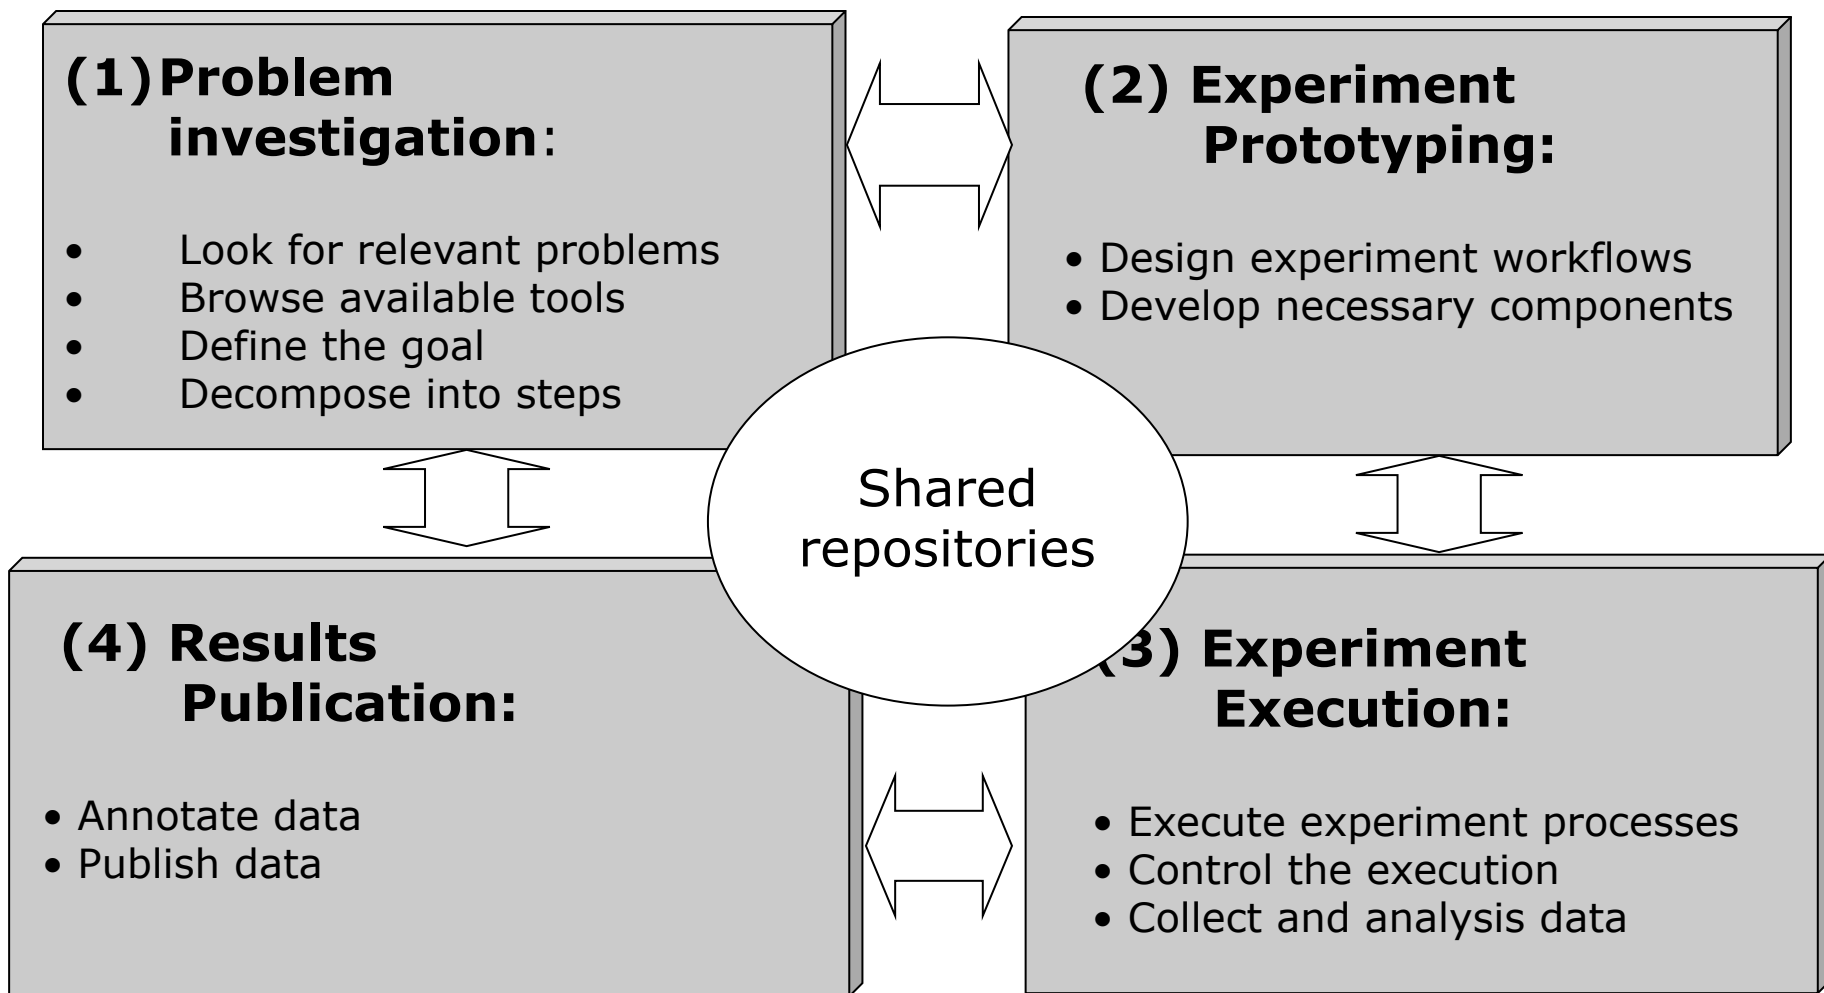 (1)Problem
investigation:
• Look for relevant problems
• Browse available tools
• Define the goal
• Decompose into steps
(2) Experiment
Prototyping:
• Design experiment workflows
• Develop necessary components
Shared
repositories
(3) Experiment
Execution:
• Execute experiment processes
• Control the execution
• Collect and analysis data
(4) Results
Publication:
• Annotate data
• Publish data